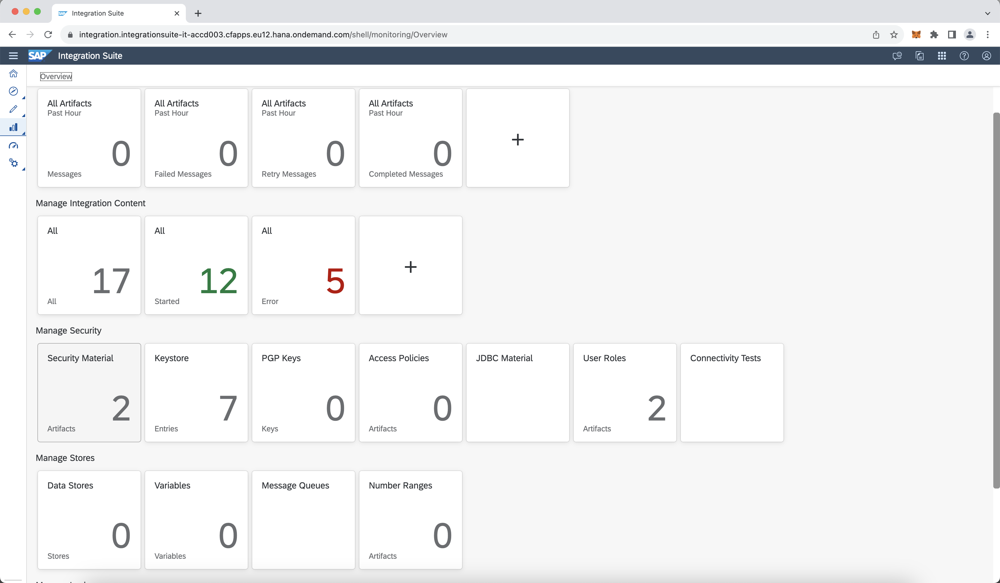 Integration Suite
integration.integrationsuite-it-accd003.cfapps.eu12.hana.ondemand.com/shell/monitoring/Overview
SAP Integration Suite
Overview
All Artifacts
Past Hour
0
Messages
All Artifacts
Past Hour
0
Failed Messages
All Artifacts
Past Hour
0
Retry Messages
All Artifacts
Past Hour
0
Completed Messages
Manage Integration Content
All
17
All
All
12
Started
All
5
Error
Manage Security
Security Material
2
Artifacts
Keystore
7
Entries
PGP Keys
0
Keys
Access Policies
0
Artifacts
JDBC Material
User Roles
2
Artifacts
Connectivity Tests
Manage Stores
Data Stores
0
Stores
Variables
0
Variables
Message Queues
Number Ranges
0
Artifacts